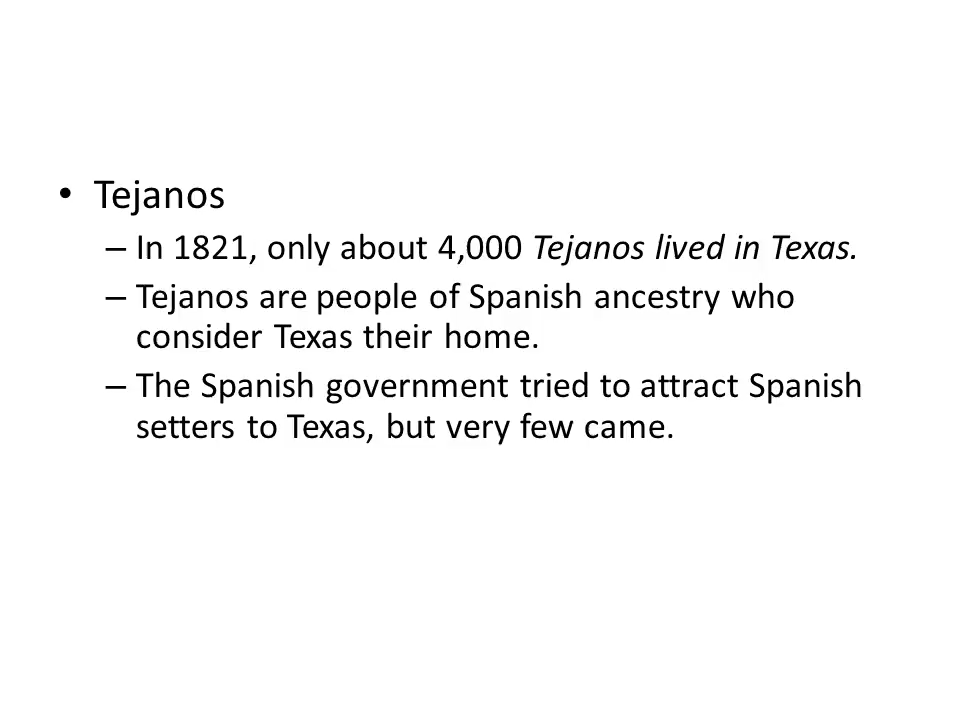 • Tejanos
– In 1821, only about 4,000 Tejanos lived in Texas.
– Tejanos are people of Spanish ancestry who
consider Texas their home.
– The Spanish government tried to attract Spanish
setters to Texas, but very few came.